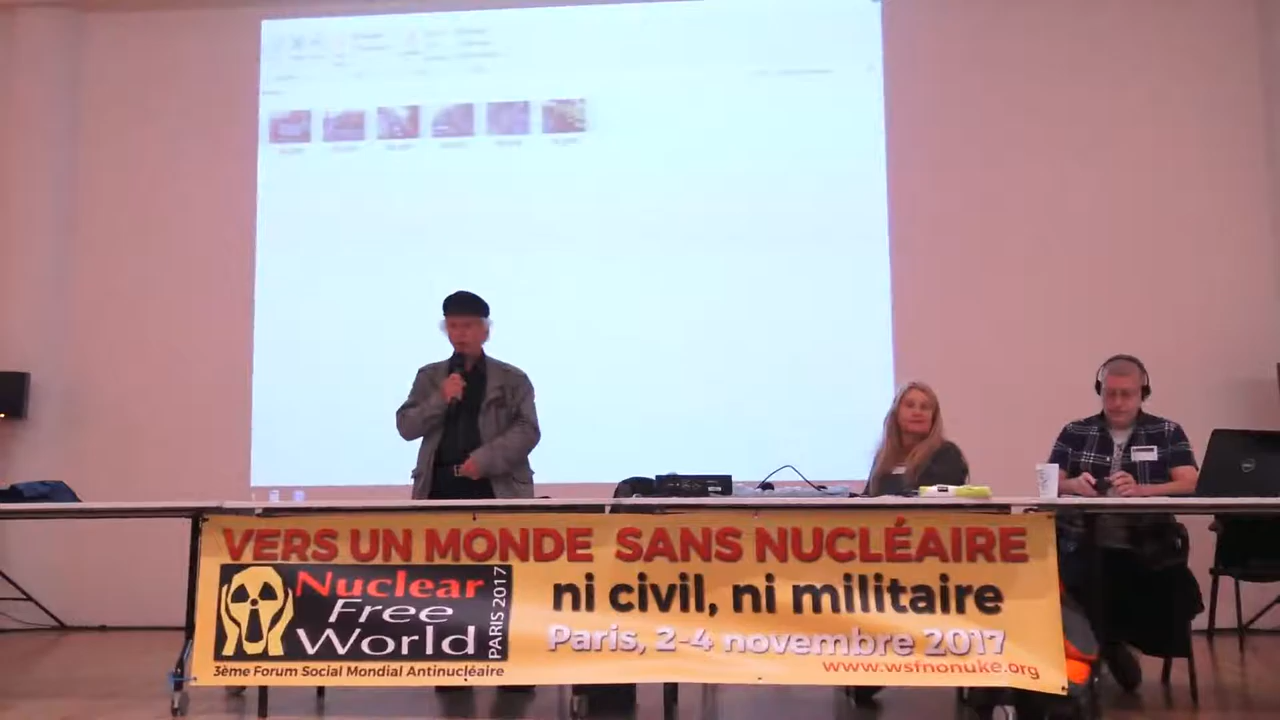 VERS UN MONDE SANS NUCLÉAIRE
Nuclear
Free
World
PARIS 2017
ni civil, ni militaire
Paris, 2-4 novembre 2017
3ème Forum Social Mondial Antinucléaire
www.wsfnonuke.org
DELL